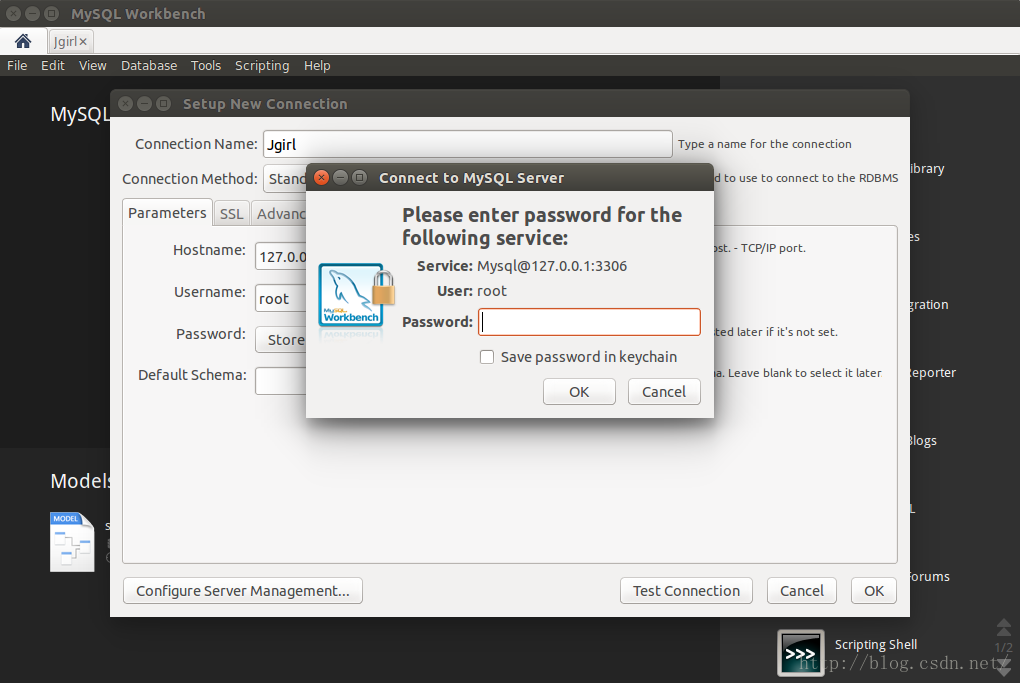 MySQL Workbench
Jgirl×
File Edit View Database Tools Scripting Help
MySQL
Setup New Connection
Connection Name: Jgirl Type a name for the connection
Connection Method: Stand d to use to connect to the RDBMS
Parameters SSL Advanc
Hostname: 127.0.0 ost. - TCP/IP port.
Username: root
Password: Store ted later if it's not set.
Default Schema: a. Leave blank to select it later
Connect to MySQL Server
Please enter password for the
following service:
Service: Mysql@127.0.0.1:3306
User: root
Password:
Save password in keychain
OK Cancel
MySQL
Workbench
ibrary
es
gration
Reporter
Blogs
L
Forums
Models
MODEL
s
Configure Server Management... Test Connection Cancel OK
>>> Scripting Shell
1/2
http://blog.csdn.net/